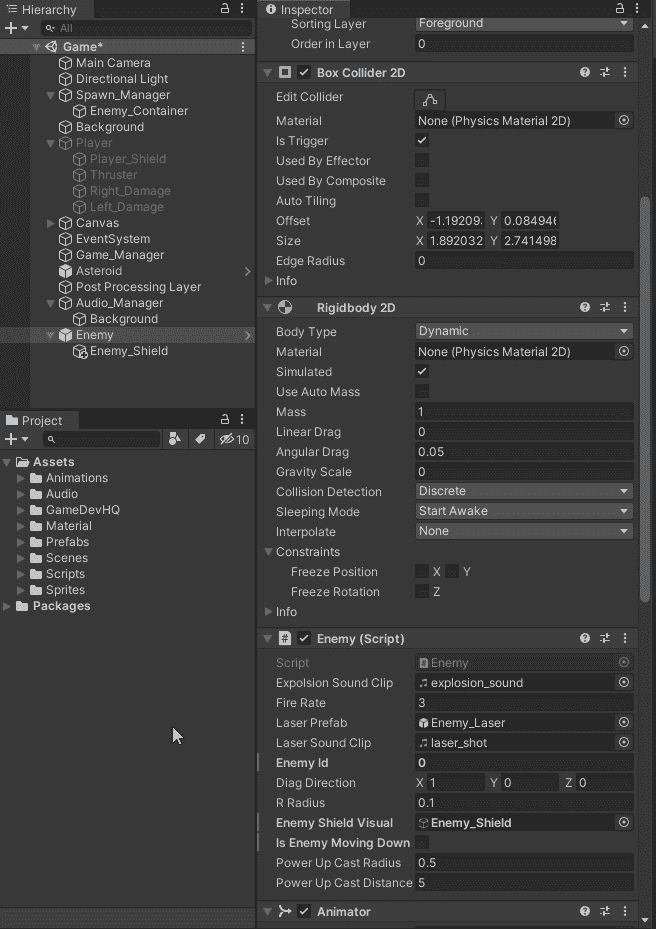 Hierarchy
All
Game*
Main Camera
Directional Light
Spawn_Manager
Enemy_Container
Background
Player
Player_Shield
Thruster
Right_Damage
Left_Damage
Canvas
EventSystem
Game_Manager
Asteroid
Post Processing Layer
Audio_Manager
Background
Enemy
Enemy_Shield
Project
10
Assets
Animations
Audio
GameDevHQ
Material
Prefabs
Scenes
Scripts
Sprites
Packages
Inspector
Sorting Layer Foreground
Order in Layer 0
Box Collider 2D
Edit Collider
Material None (Physics Material 2D)
Is Trigger
Used By Effector
Used By Composite
Auto Tiling
Offset X -1.19209 Y 0.08494
Size X 1.892032 Y 2.741498
Edge Radius 0
Info
Rigidbody 2D
Body Type Dynamic
Material None (Physics Material 2D)
Simulated
Use Auto Mass
Mass 1
Linear Drag 0
Angular Drag 0.05
Gravity Scale 0
Collision Detection Discrete
Sleeping Mode Start Awake
Interpolate None
Constraints
Freeze Position X Y
Freeze Rotation Z
Info
Enemy (Script)
Script Enemy
Expolsion Sound Clip explosion_sound
Fire Rate 3
Laser Prefab Enemy_Laser
Laser Sound Clip laser_shot
Enemy Id 0
Diag Direction X 1 Y 0 Z 0
R Radius 0.1
Enemy Shield Visual Enemy_Shield
Is Enemy Moving Down
Power Up Cast Radius 0.5
Power Up Cast Distance 5
Animator